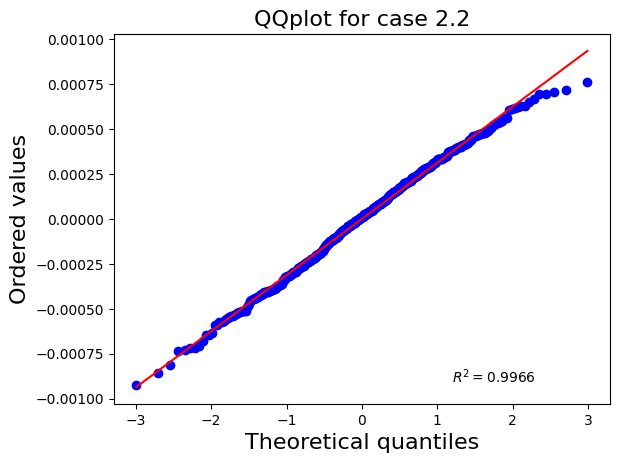 QQplot for case 2.2
Ordered values
0.00100
0.00075
0.00050
0.00025
0.00000
−0.00025
−0.00050
−0.00075
−0.00100
R² = 0.9966
−3 −2 −1 0 1 2 3
Theoretical quantiles